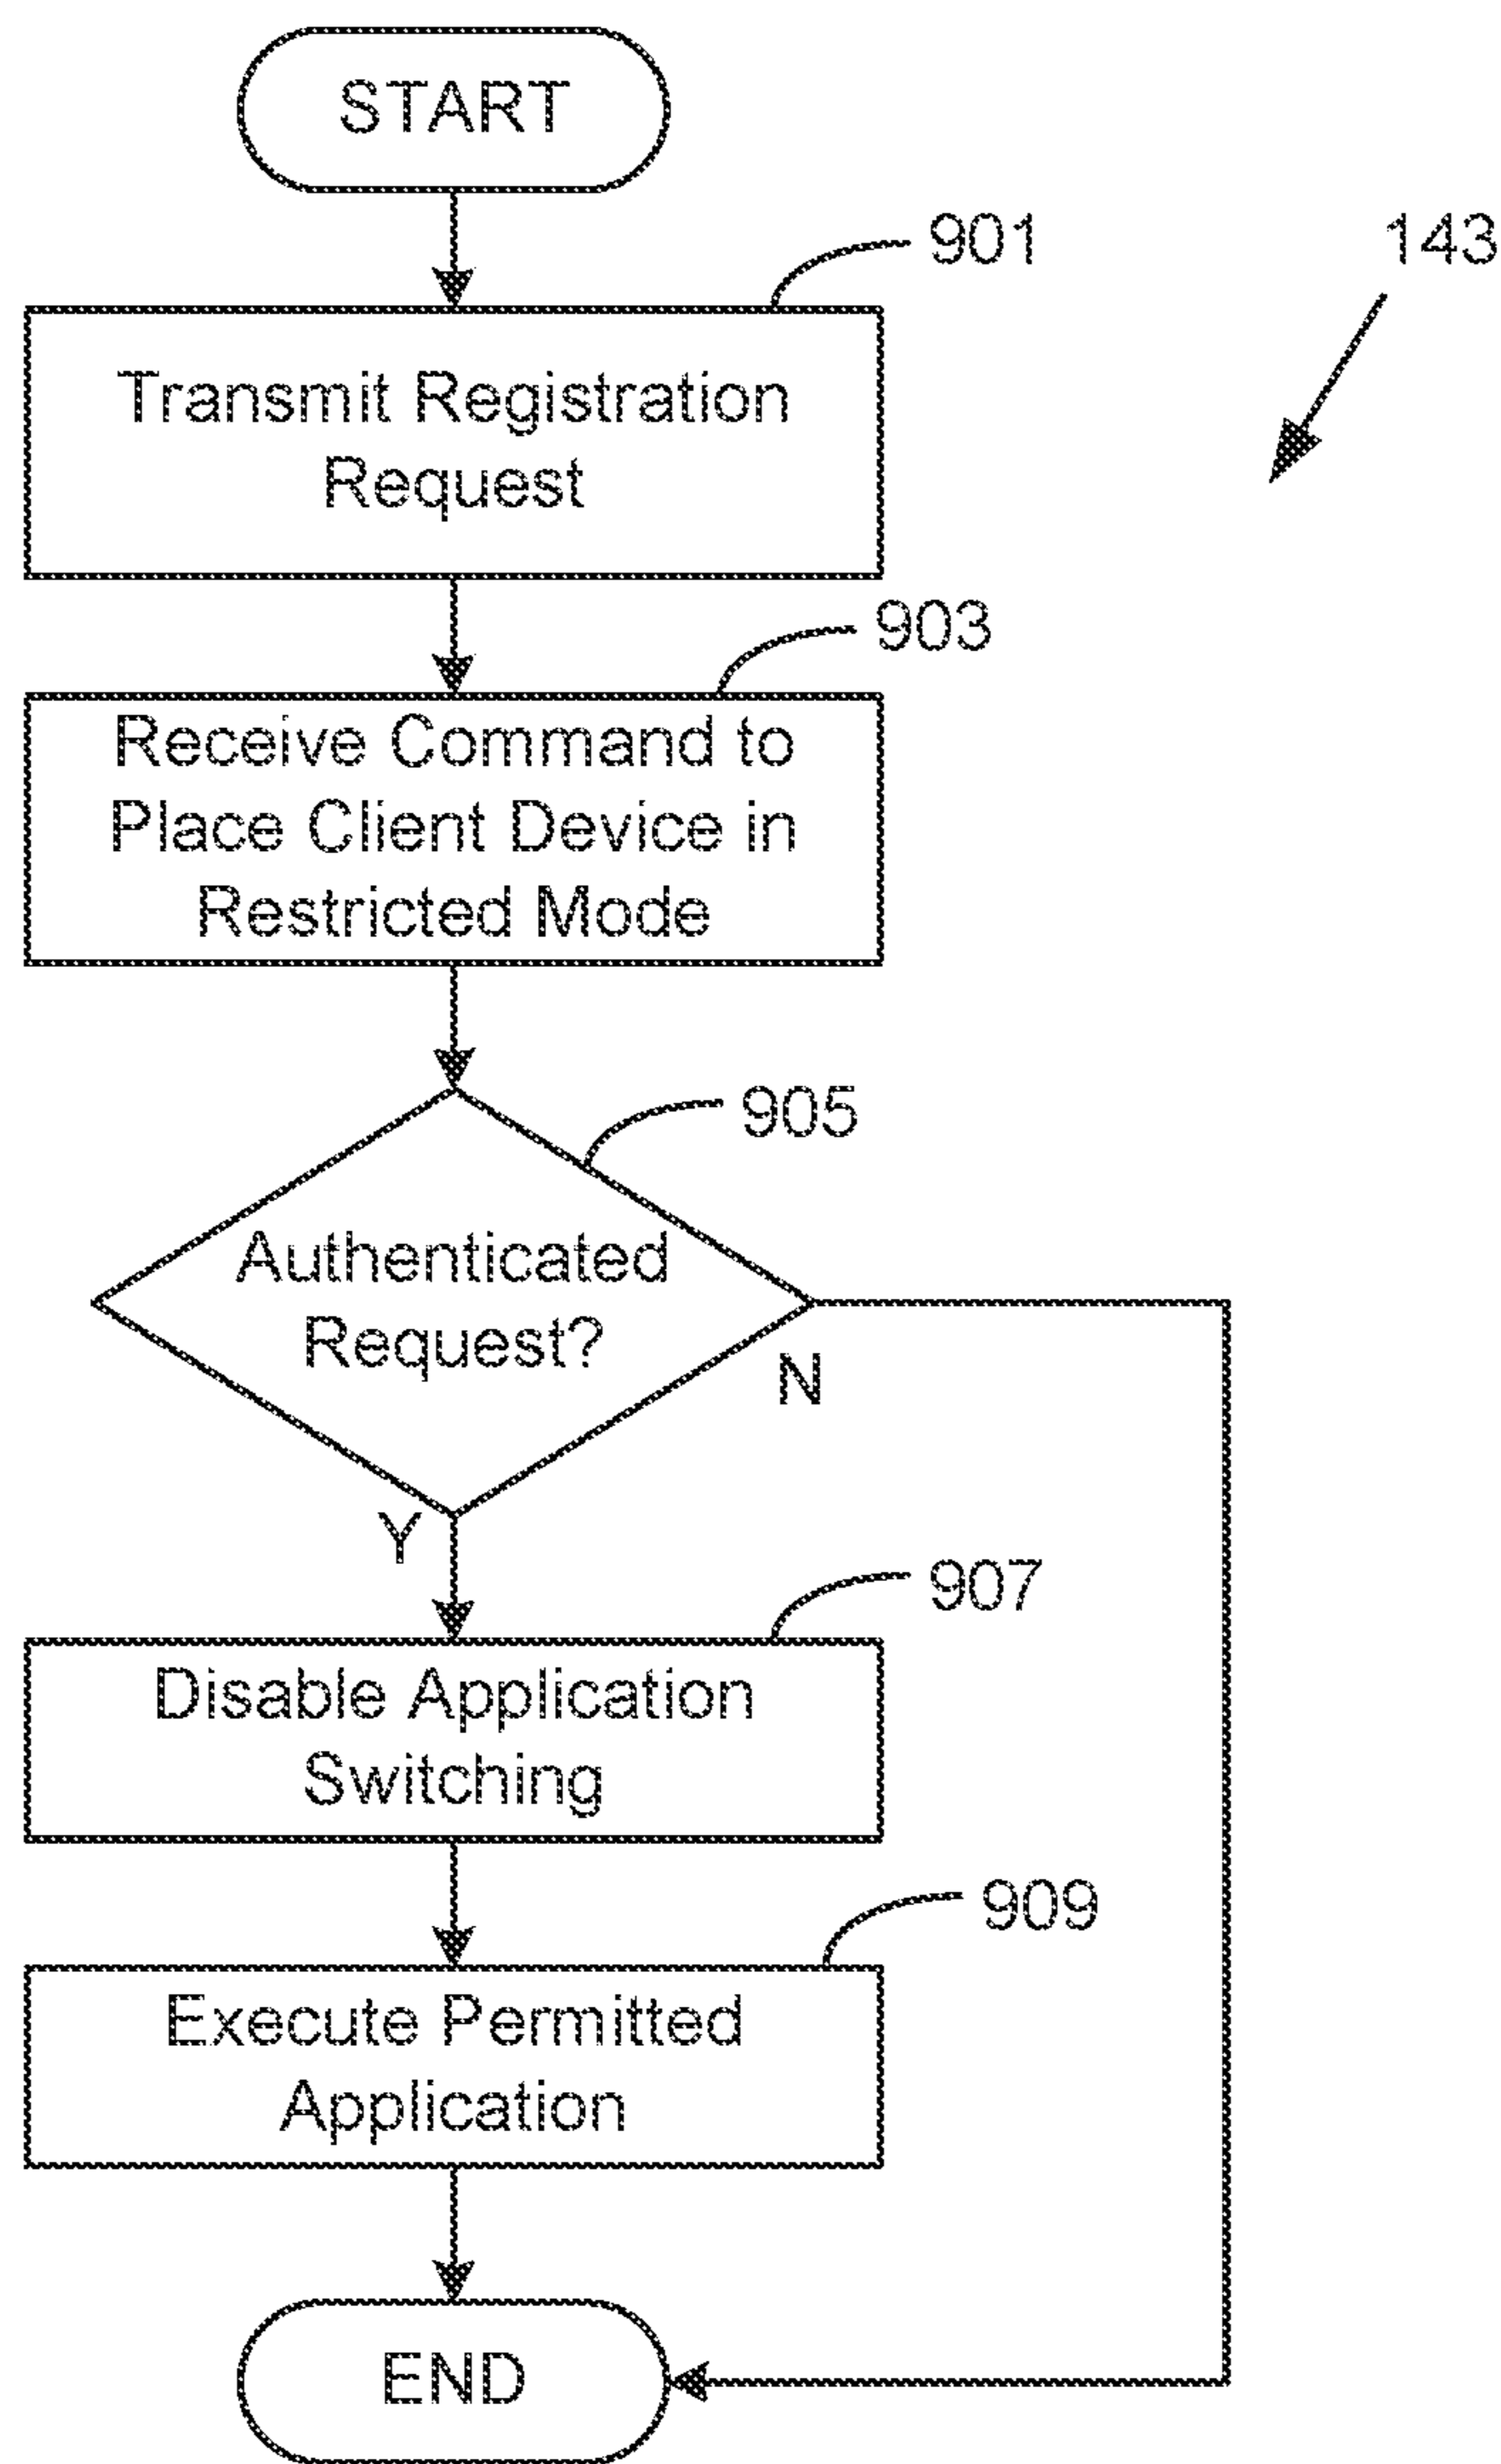 START
901
143
Transmit Registration
Request
903
Receive Command to
Place Client Device in
Restricted Mode
905
Authenticated
Request?
N
Y
907
Disable Application
Switching
909
Execute Permitted
Application
END